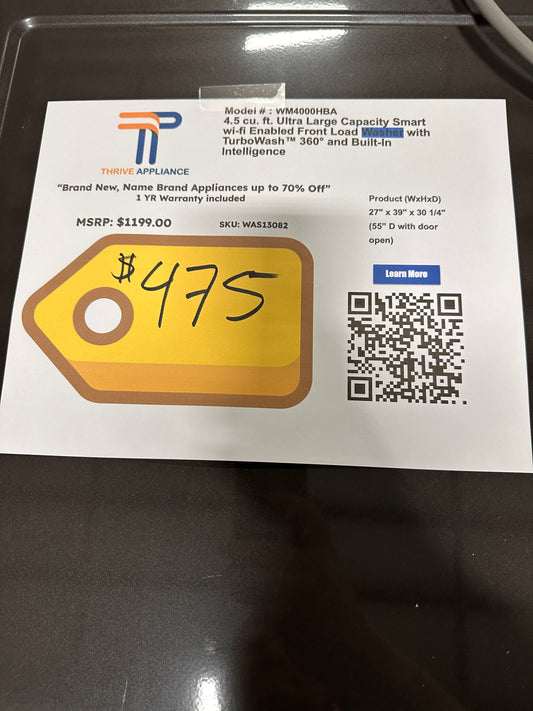 Model # : WM4000HBA
4.5 cu. ft. Ultra Large Capacity Smart
wi-fi Enabled Front Load Washer with
TurboWash™ 360° and Built-In
Intelligence
THRIVE APPLIANCE
“Brand New, Name Brand Appliances up to 70% Off”
1 YR Warranty included
MSRP: $1199.00
SKU: WAS13082
Product (WxHxD)
27" x 39" x 30 1/4"
(55" D with door
open)
Learn More
$475